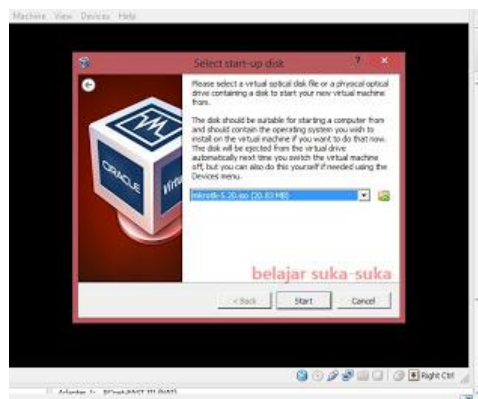 Machine View Devices Help
Select start-up disk
?
Please select a virtual optical disk file or a physical optical
drive containing a disk to start your new virtual machine
from.
The disk should be suitable for starting a computer from
and should contain the operating system you wish to
install on the virtual machine if you want to do that now.
The disk will be ejected from the virtual drive
automatically next time you switch the virtual machine
off, but you can also do this yourself if needed using the
Devices menu.
ORACLE
mikrotik-5.20.iso (20.83 MB)
belajar suka-suka
< Back Start Cancel
Right Ctrl